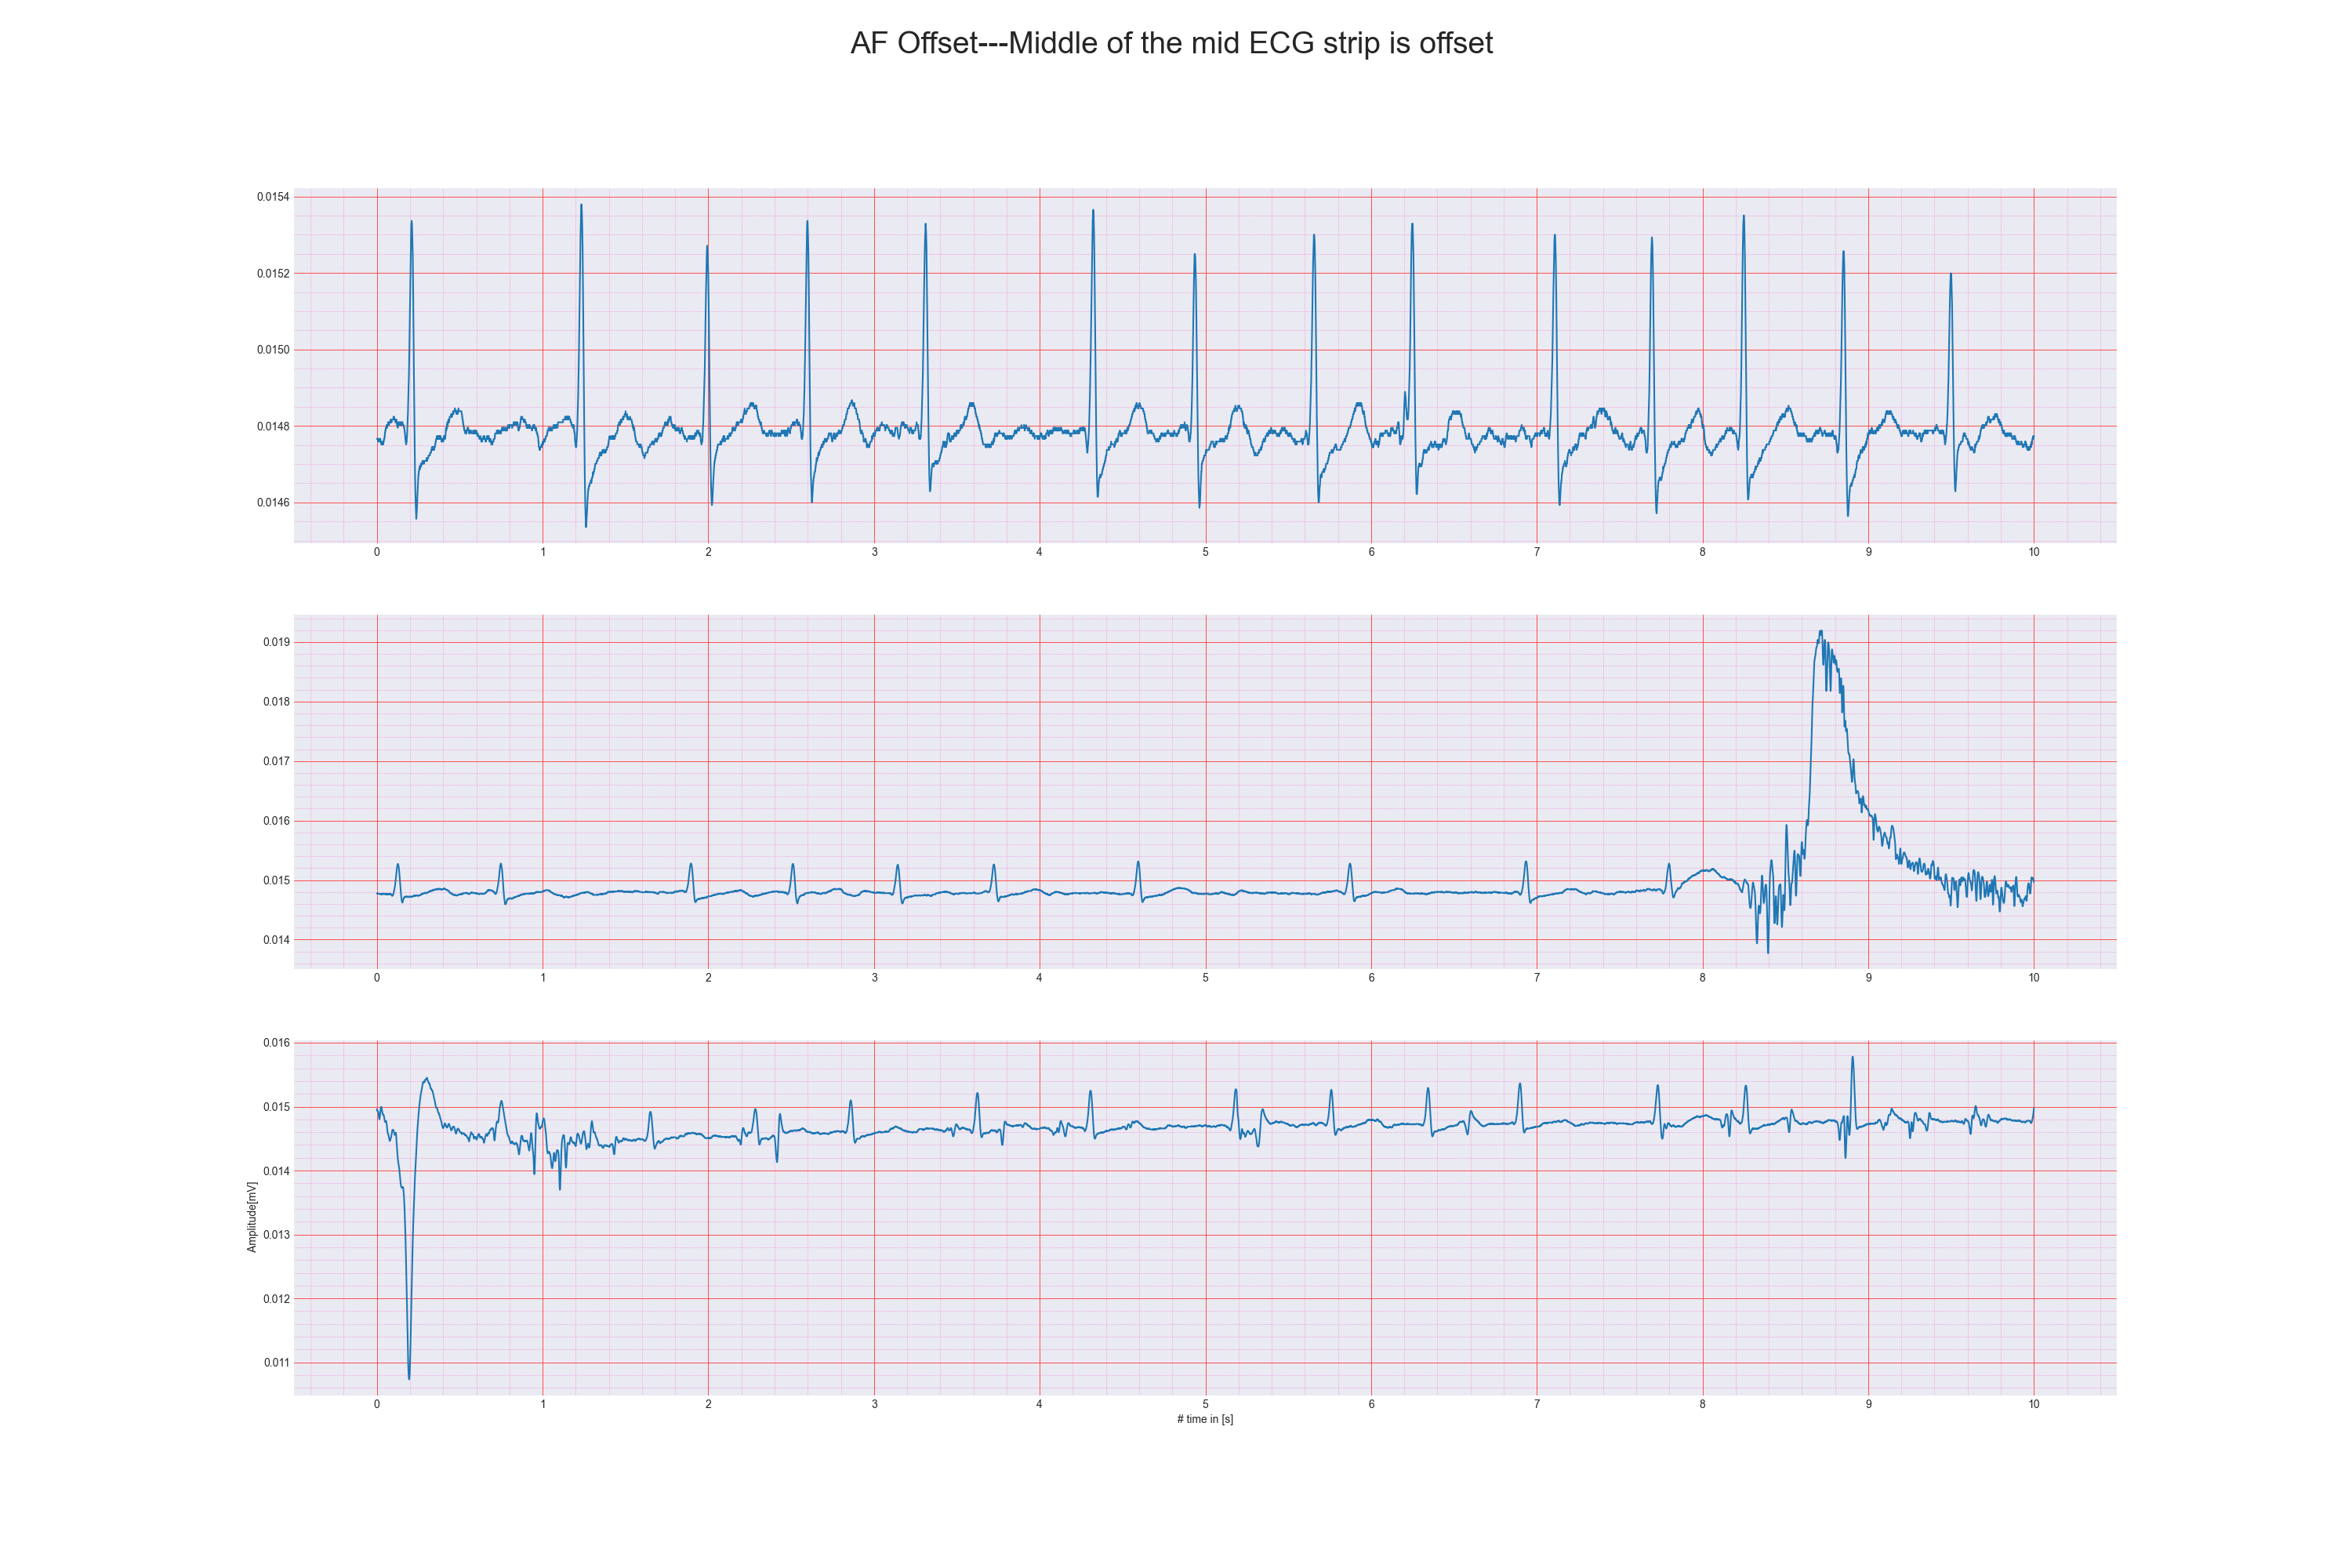 AF Offset---Middle of the mid ECG strip is offset
0.0154
0.0152
0.0150
0.0148
0.0146
0 1 2 3 4 5 6 7 8 9 10
0.019
0.018
0.017
0.016
0.015
0.014
0 1 2 3 4 5 6 7 8 9 10
0.016
0.015
0.014
0.013
0.012
0.011
Amplitude[mV]
0 1 2 3 4 5 6 7 8 9 10
# time in [s]